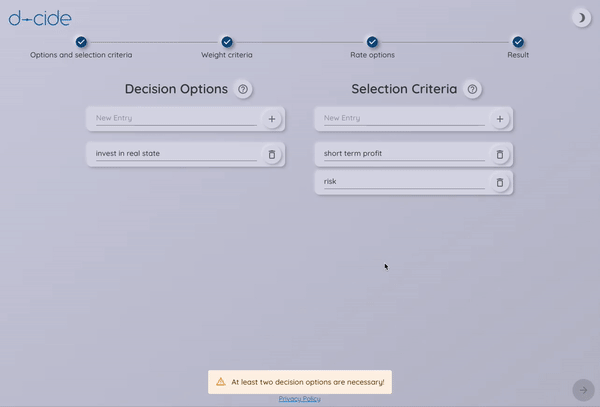 d-cide
Options and selection criteria
Weight criteria
Rate options
Result
Decision Options
Selection Criteria
New Entry
New Entry
invest in real state
short term profit
risk
At least two decision options are necessary!
Privacy Policy